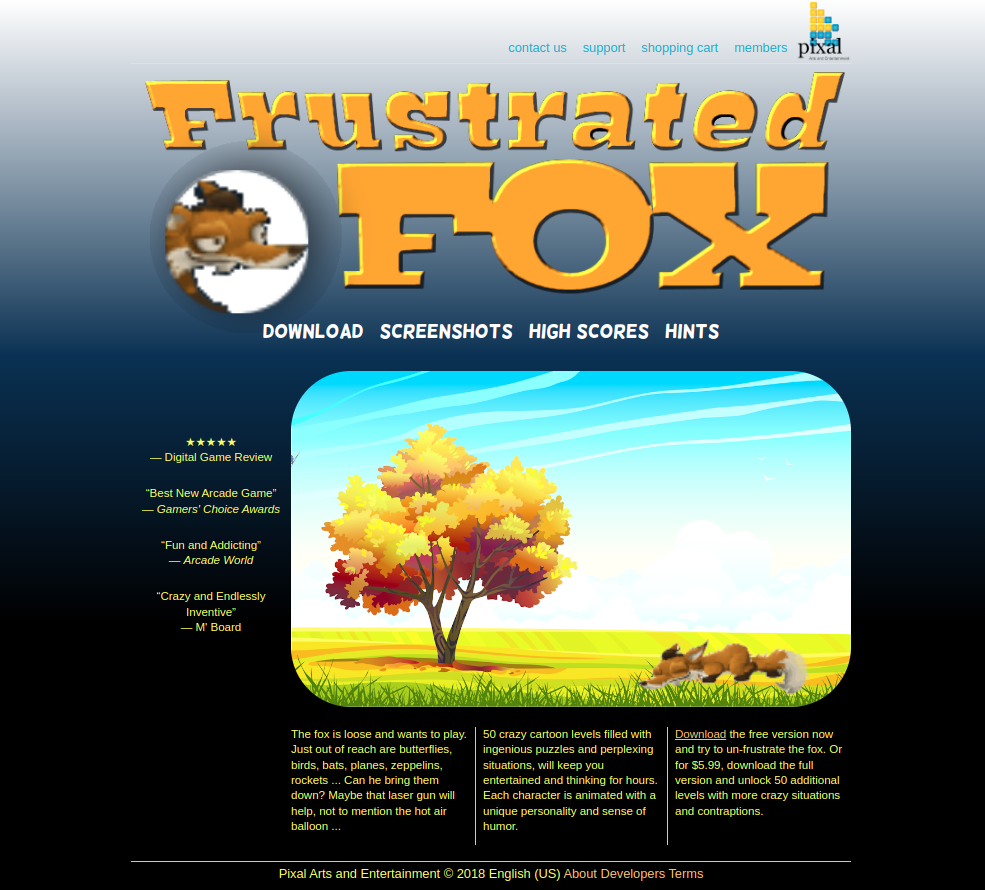 contact us support shopping cart members
pixal
Arts and Entertainment
Frustrated
FOX
DOWNLOAD SCREENSHOTS HIGH SCORES HINTS
★★★★★
— Digital Game Review
“Best New Arcade Game”
— Gamers' Choice Awards
“Fun and Addicting”
— Arcade World
“Crazy and Endlessly
Inventive”
— M' Board
The fox is loose and wants to play.
Just out of reach are butterflies,
birds, bats, planes, zeppelins,
rockets ... Can he bring them
down? Maybe that laser gun will
help, not to mention the hot air
balloon ...
50 crazy cartoon levels filled with
ingenious puzzles and perplexing
situations, will keep you
entertained and thinking for hours.
Each character is animated with a
unique personality and sense of
humor.
Download the free version now
and try to un-frustrate the fox. Or
for $5.99, download the full
version and unlock 50 additional
levels with more crazy situations
and contraptions.
Pixal Arts and Entertainment © 2018 English (US) About Developers Terms